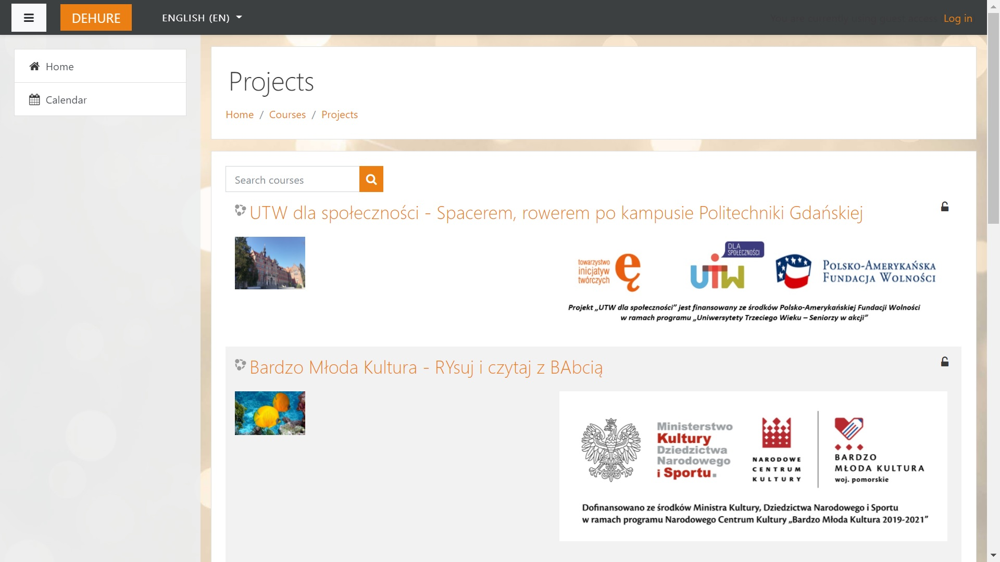 DEHURE
ENGLISH (EN)
You are currently using guest access
Log in
Home
Calendar
Projects
Home / Courses / Projects
Search courses
UTW dla społeczności - Spacerem, rowerem po kampusie Politechniki Gdańskiej
towarzystwo
inicjatyw
twórczych
ę
DLA
SPOŁECZNOŚCI
UTW
POLSKO-AMERYKAŃSKA
FUNDACJA WOLNOŚCI
Projekt „UTW dla społeczności” jest finansowany ze środków Polsko-Amerykańskiej Fundacji Wolności
w ramach programu „Uniwersytety Trzeciego Wieku – Seniorzy w akcji”
Bardzo Młoda Kultura - RYsuj i czytaj z BAbcią
Ministerstwo
Kultury
Dziedzictwa
Narodowego
i Sportu.
NARODOWE
CENTRUM
KULTURY
BARDZO
MŁODA KULTURA
woj. pomorskie
Dofinansowano ze środków Ministra Kultury, Dziedzictwa Narodowego i Sportu
w ramach programu Narodowego Centrum Kultury „Bardzo Młoda Kultura 2019-2021”